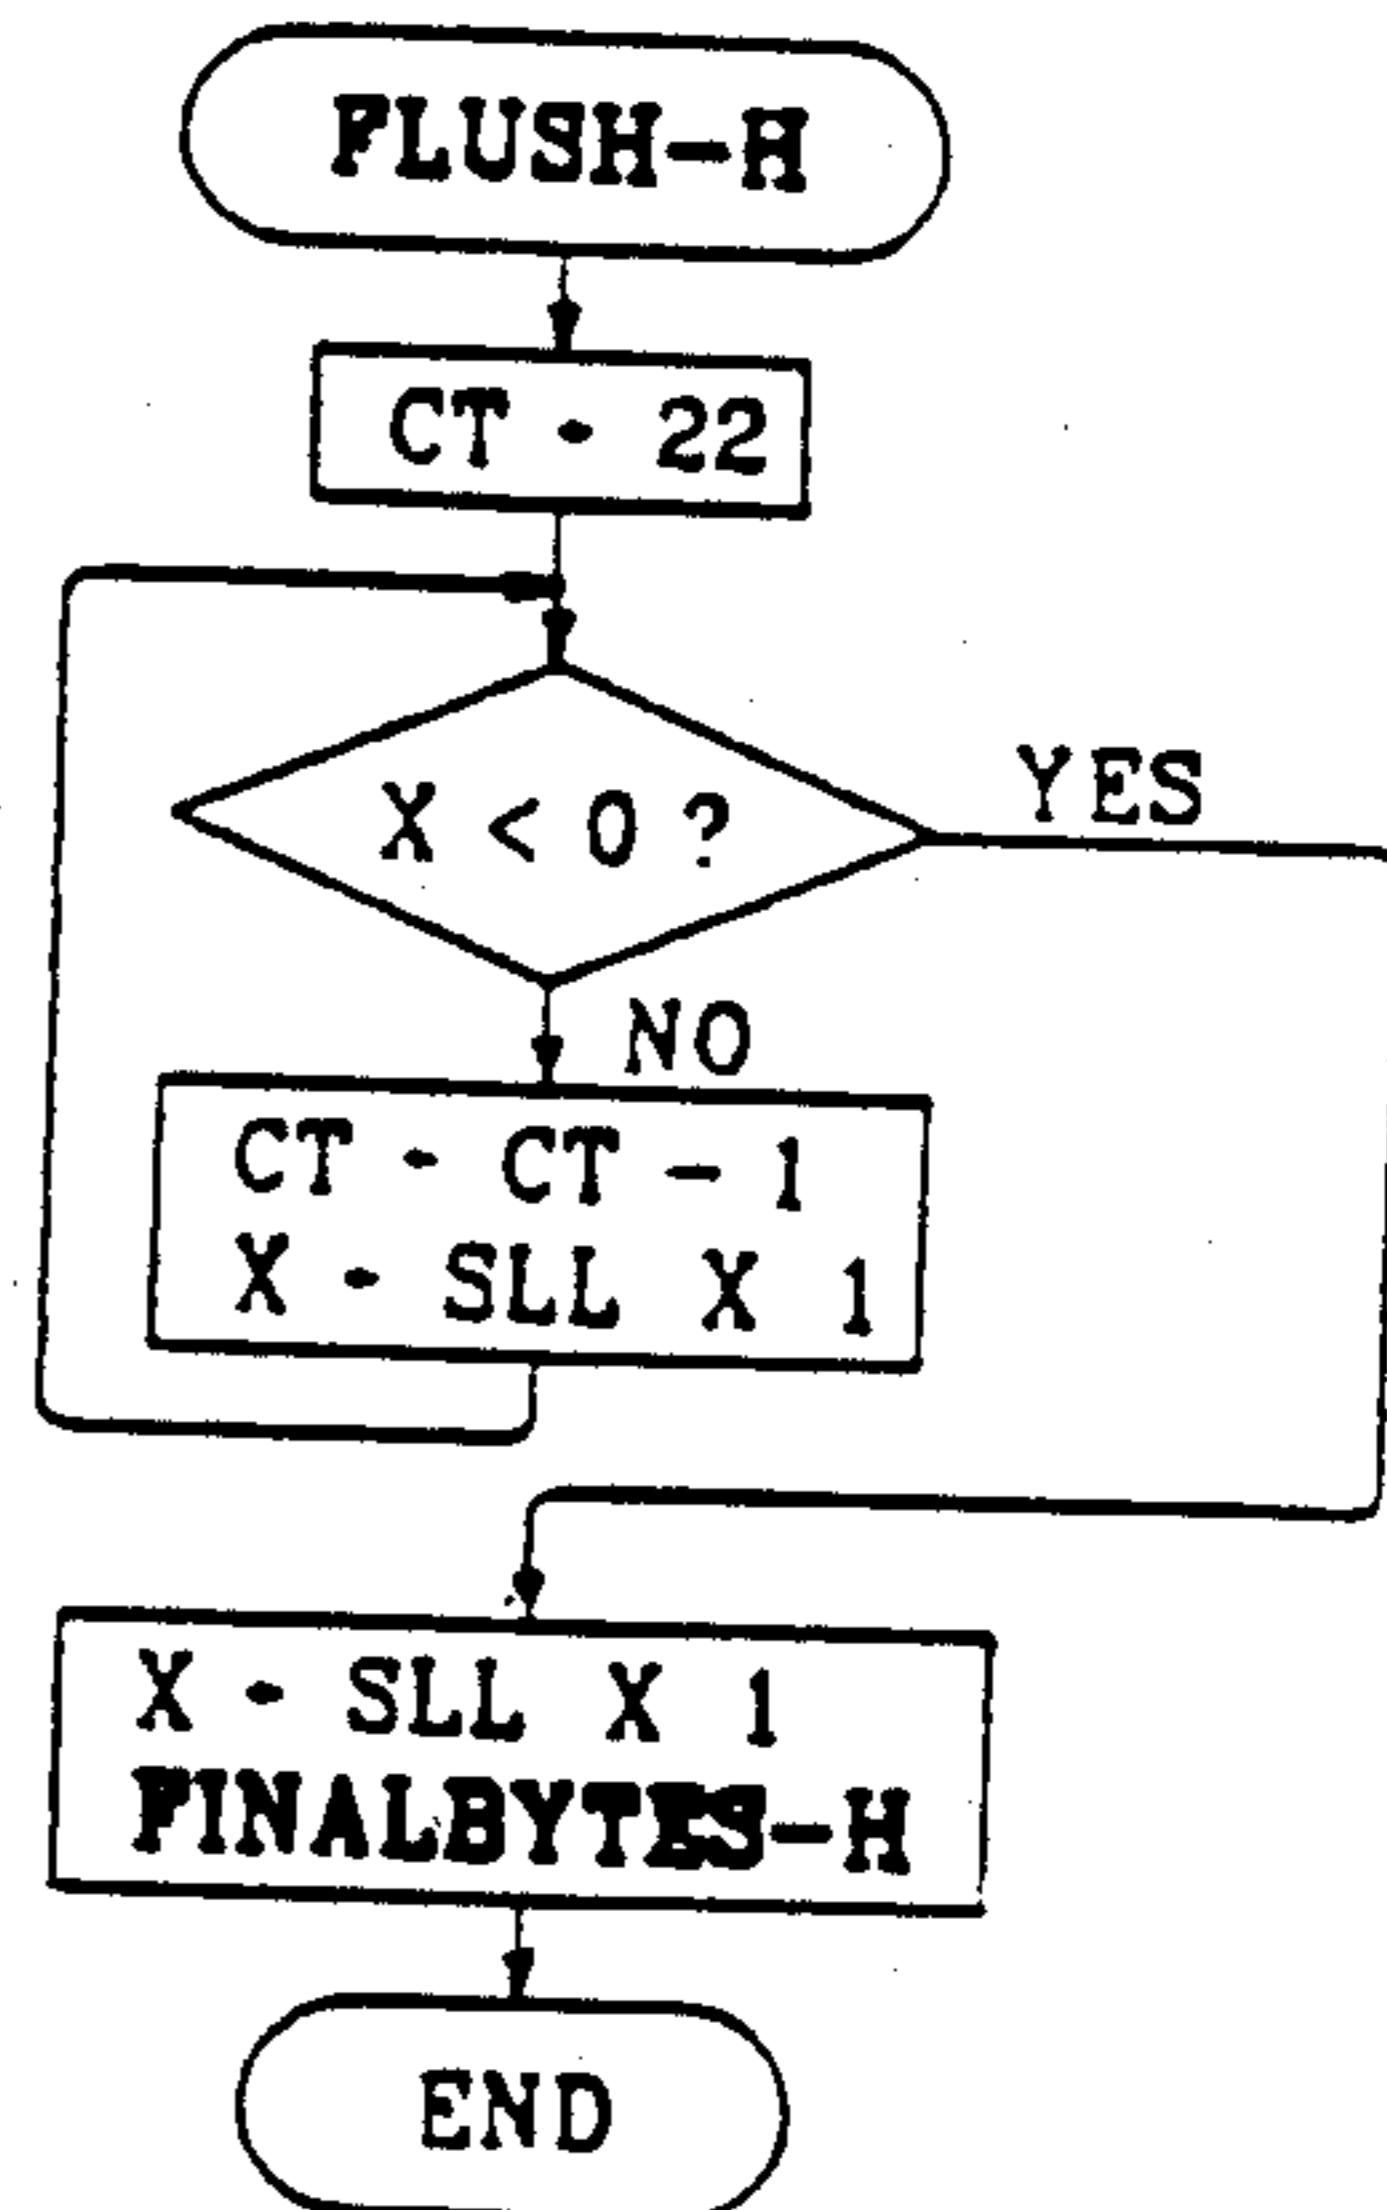 FLUSH-H
CT - 22
X < 0 ?
YES
NO
CT - CT - 1
X - SLL X 1
X - SLL X 1
FINALBYTES-H
END